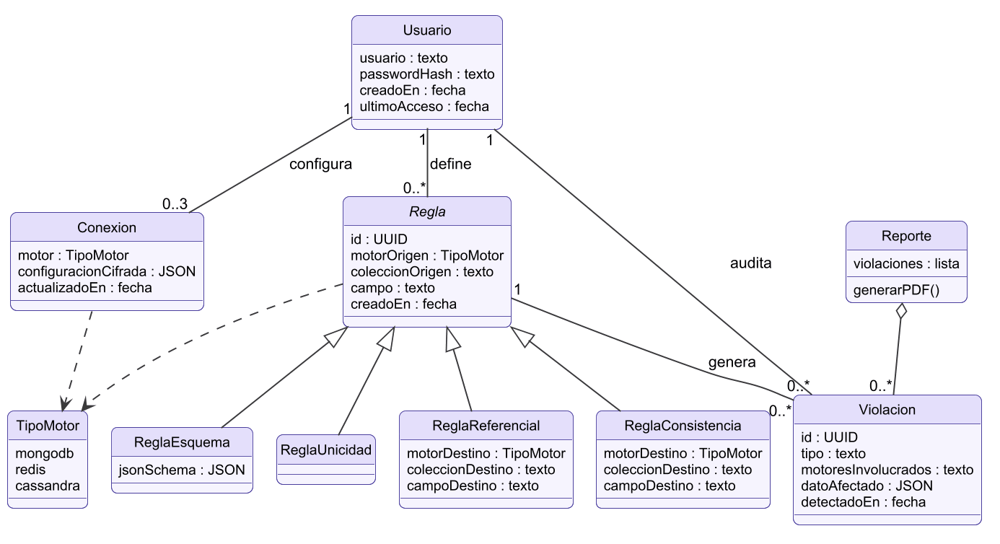 Usuario
usuario : texto
passwordHash : texto
creadoEn : fecha
ultimoAcceso : fecha
1
1
1
configura
define
0..3
0..*
Conexion
motor : TipoMotor
configuracionCifrada : JSON
actualizadoEn : fecha
Regla
id : UUID
motorOrigen : TipoMotor
coleccionOrigen : texto
campo : texto
creadoEn : fecha
audita
Reporte
violaciones : lista
generarPDF()
1
genera
0..*
0..*
0..*
TipoMotor
mongodb
redis
cassandra
ReglaEsquema
jsonSchema : JSON
ReglaUnicidad
ReglaReferencial
motorDestino : TipoMotor
coleccionDestino : texto
campoDestino : texto
ReglaConsistencia
motorDestino : TipoMotor
coleccionDestino : texto
campoDestino : texto
Violacion
id : UUID
tipo : texto
motoresInvolucrados : texto
datoAfectado : JSON
detectadoEn : fecha